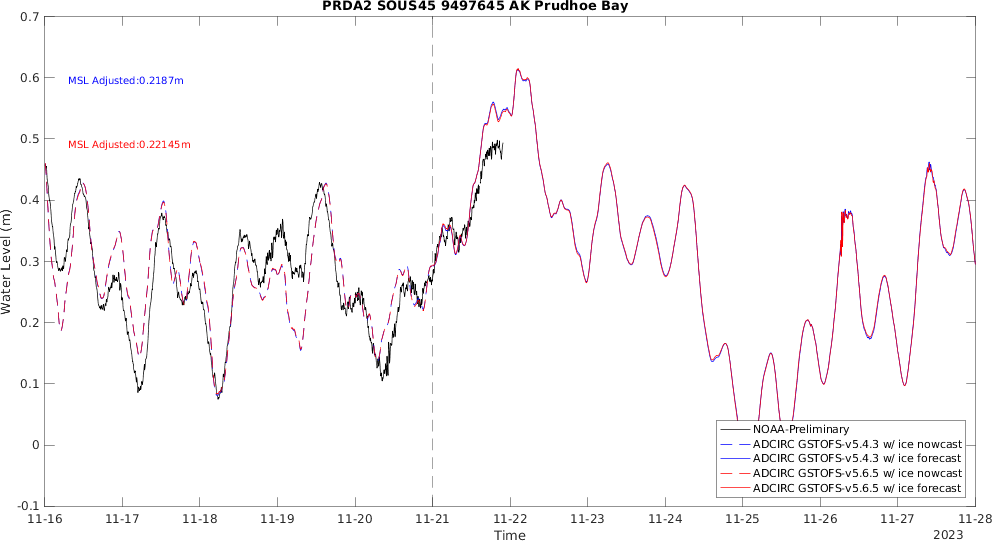 PRDA2 SOUS45 9497645 AK Prudhoe Bay
0.7
0.6
0.5
0.4
0.3
0.2
0.1
0
-0.1
Water Level (m)
MSL Adjusted:0.2187m
MSL Adjusted:0.22145m
NOAA-Preliminary
ADCIRC GSTOFS-v5.4.3 w/ ice nowcast
ADCIRC GSTOFS-v5.4.3 w/ ice forecast
ADCIRC GSTOFS-v5.6.5 w/ ice nowcast
ADCIRC GSTOFS-v5.6.5 w/ ice forecast
11-16 11-17 11-18 11-19 11-20 11-21 11-22 11-23 11-24 11-25 11-26 11-27 11-28
Time
2023